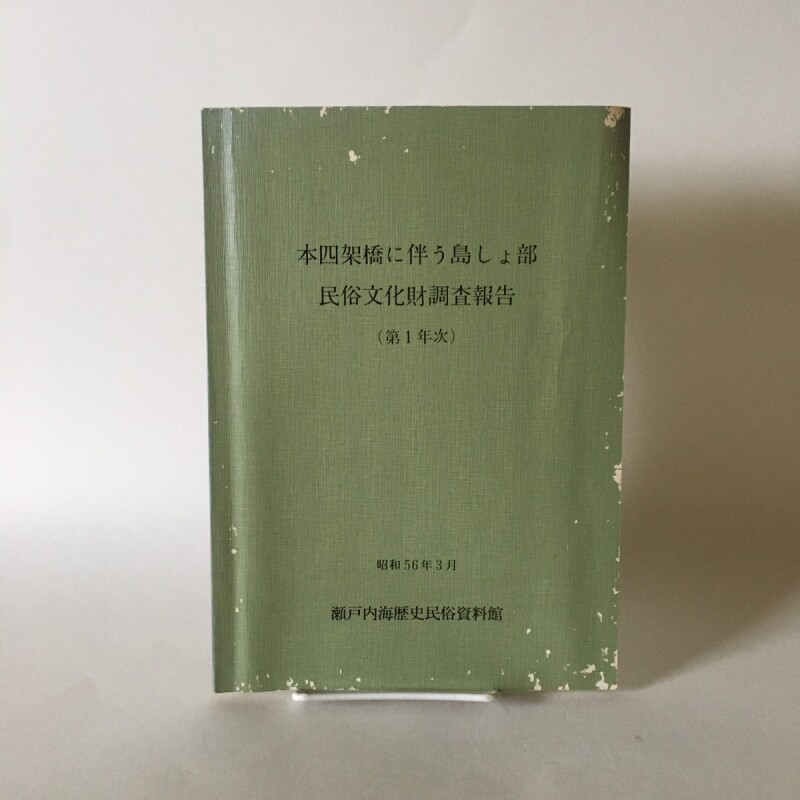 本四架橋に伴う島しょ部
民俗文化財調査報告
(第1年次)
昭和56年3月
瀬戸内海歴史民俗資料館